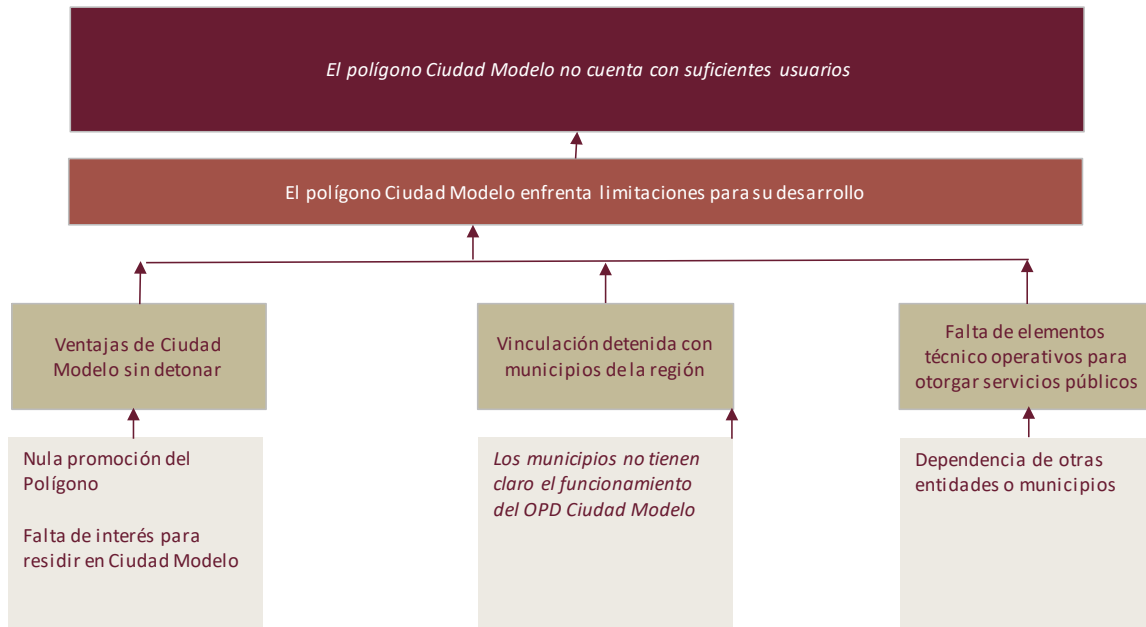 El polígono Ciudad Modelo no cuenta con suficientes usuarios
El polígono Ciudad Modelo enfrenta limitaciones para su desarrollo
Ventajas de Ciudad
Modelo sin detonar
Vinculación detenida con
municipios de la región
Falta de elementos
técnico operativos para
otorgar servicios públicos
Nula promoción del
Polígono
Falta de interés para
residir en Ciudad Modelo
Los municipios no tienen
claro el funcionamiento
del OPD Ciudad Modelo
Dependencia de otras
entidades o municipios